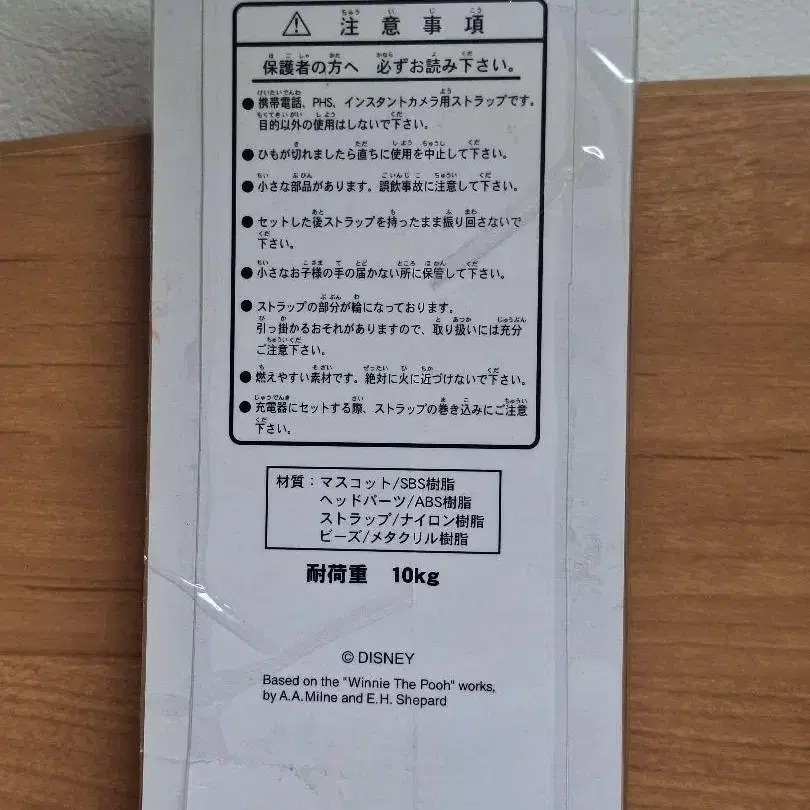 ⚠ 注意事項
保護者の方へ 必ずお読み下さい。
●携帯電話、PHS、インスタントカメラ用ストラップです。
目的以外の使用はしないで下さい。
●ひもが切れましたら直ちに使用を中止して下さい。
●小さな部品があります。誤飲事故に注意して下さい。
●セットした後ストラップを持ったまま振り回さないで
下さい。
●小さなお子様の手の届かない所に保管して下さい。
●ストラップの部分が輪になっております。
引っ掛かるおそれがありますので、取り扱いには充分
ご注意下さい。
●燃えやすい素材です。絶対に火に近づけないで下さい。
●充電器にセットする際、ストラップの巻き込みにご注意
下さい。
材質：マスコット/SBS樹脂
ヘッドパーツ/ABS樹脂
ストラップ/ナイロン樹脂
ビーズ/メタクリル樹脂
耐荷重 10kg
© DISNEY
Based on the "Winnie The Pooh" works,
by A.A.Milne and E.H. Shepard